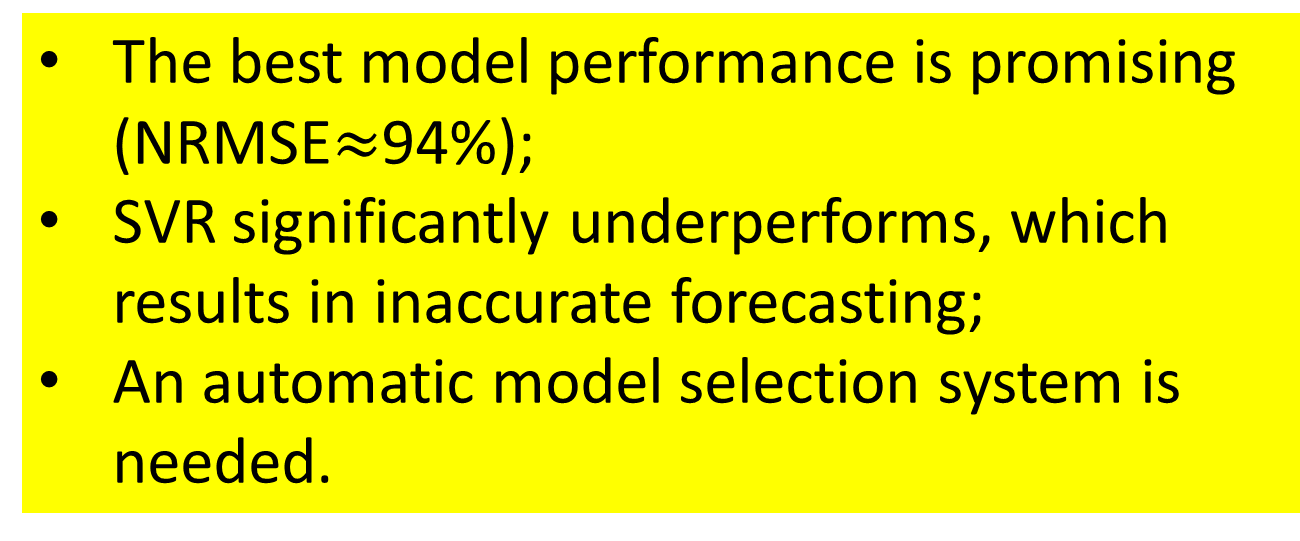 • The best model performance is promising
(NRMSE≈94%);
• SVR significantly underperforms, which
results in inaccurate forecasting;
• An automatic model selection system is
needed.